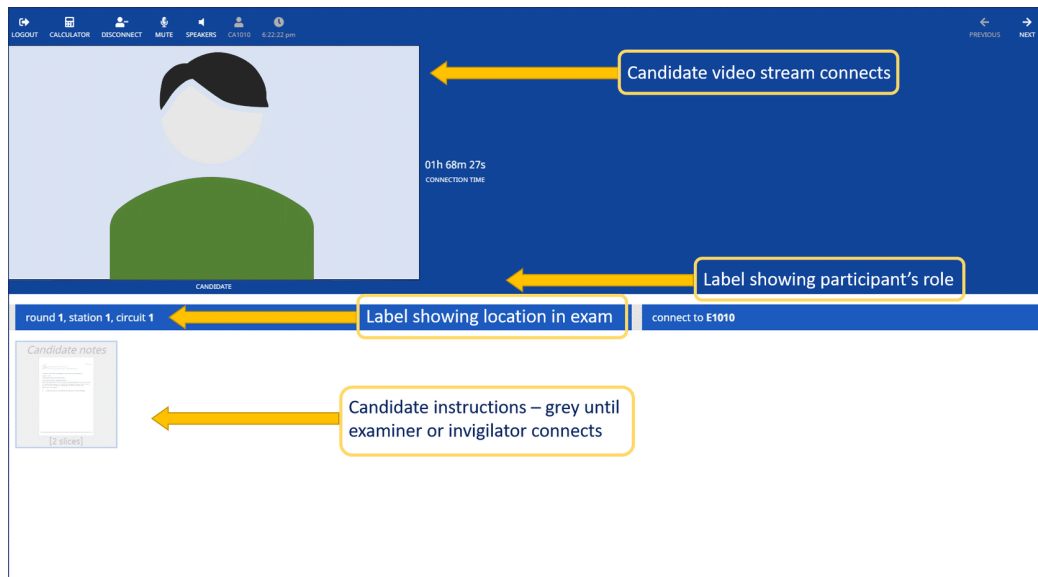 LOGOUT CALCULATOR DISCONNECT MUTE SPEAKERS CA1010 6:22:22 pm PREVIOUS NEXT
Candidate video stream connects
01h 68m 27s
CONNECTION TIME
Label showing participant's role
CANDIDATE
round 1, station 1, circuit 1
Label showing location in exam
connect to E1010
Candidate notes
[2 slices]
Candidate instructions – grey until
examiner or invigilator connects